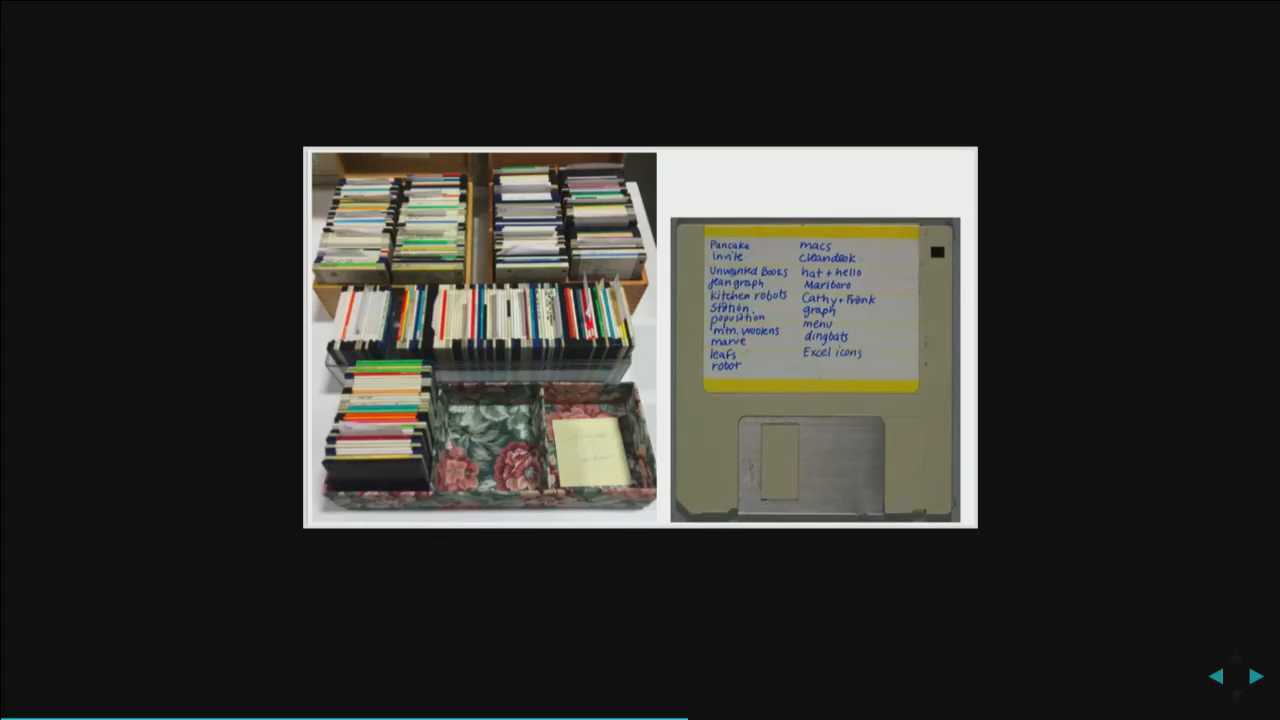 Pancake
Invite
Unwanted Books
jean graph
kitchen robots
Station
population
mtn. woolens
marve
leafs
robot
macs
cleandesk
hat + hello
Marlboro
Cathy + Frank
graph
menu
dingbats
Excel icons